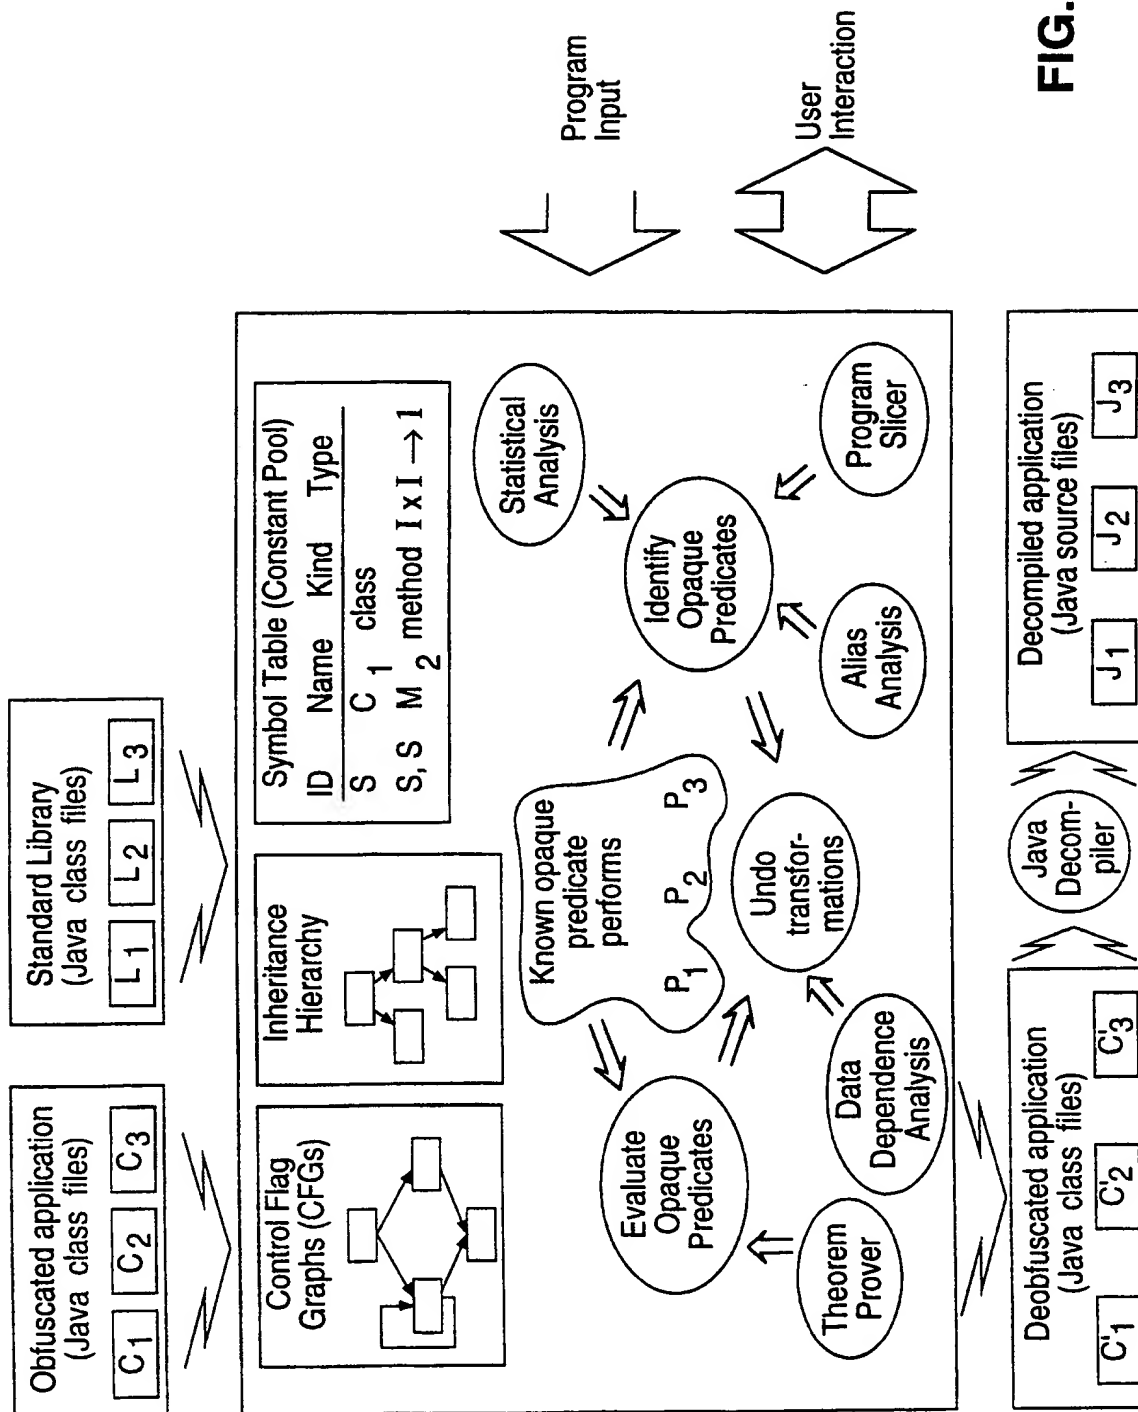 Obfuscated application
(Java class files)
C1 C2 C3
Standard Library
(Java class files)
L1 L2 L3
Control Flag
Graphs (CFGs)
Inheritance
Hierarchy
Symbol Table (Constant Pool)
ID Name Kind Type
S C1 class
S, S M2 method I x I → 1
Known opaque
predicate
performs
P1 P2 P3
Evaluate
Opaque
Predicates
Identify
Opaque
Predicates
Statistical
Analysis
Undo
transfor-
mations
Theorem
Prover
Data
Dependence
Analysis
Alias
Analysis
Program
Slicer
Program
Input
User
Interaction
Deobfuscated application
(Java class files)
C'1 C'2 C'3
Java
Decom-
piler
Decompiled application
(Java source files)
J1 J2 J3
FIG.